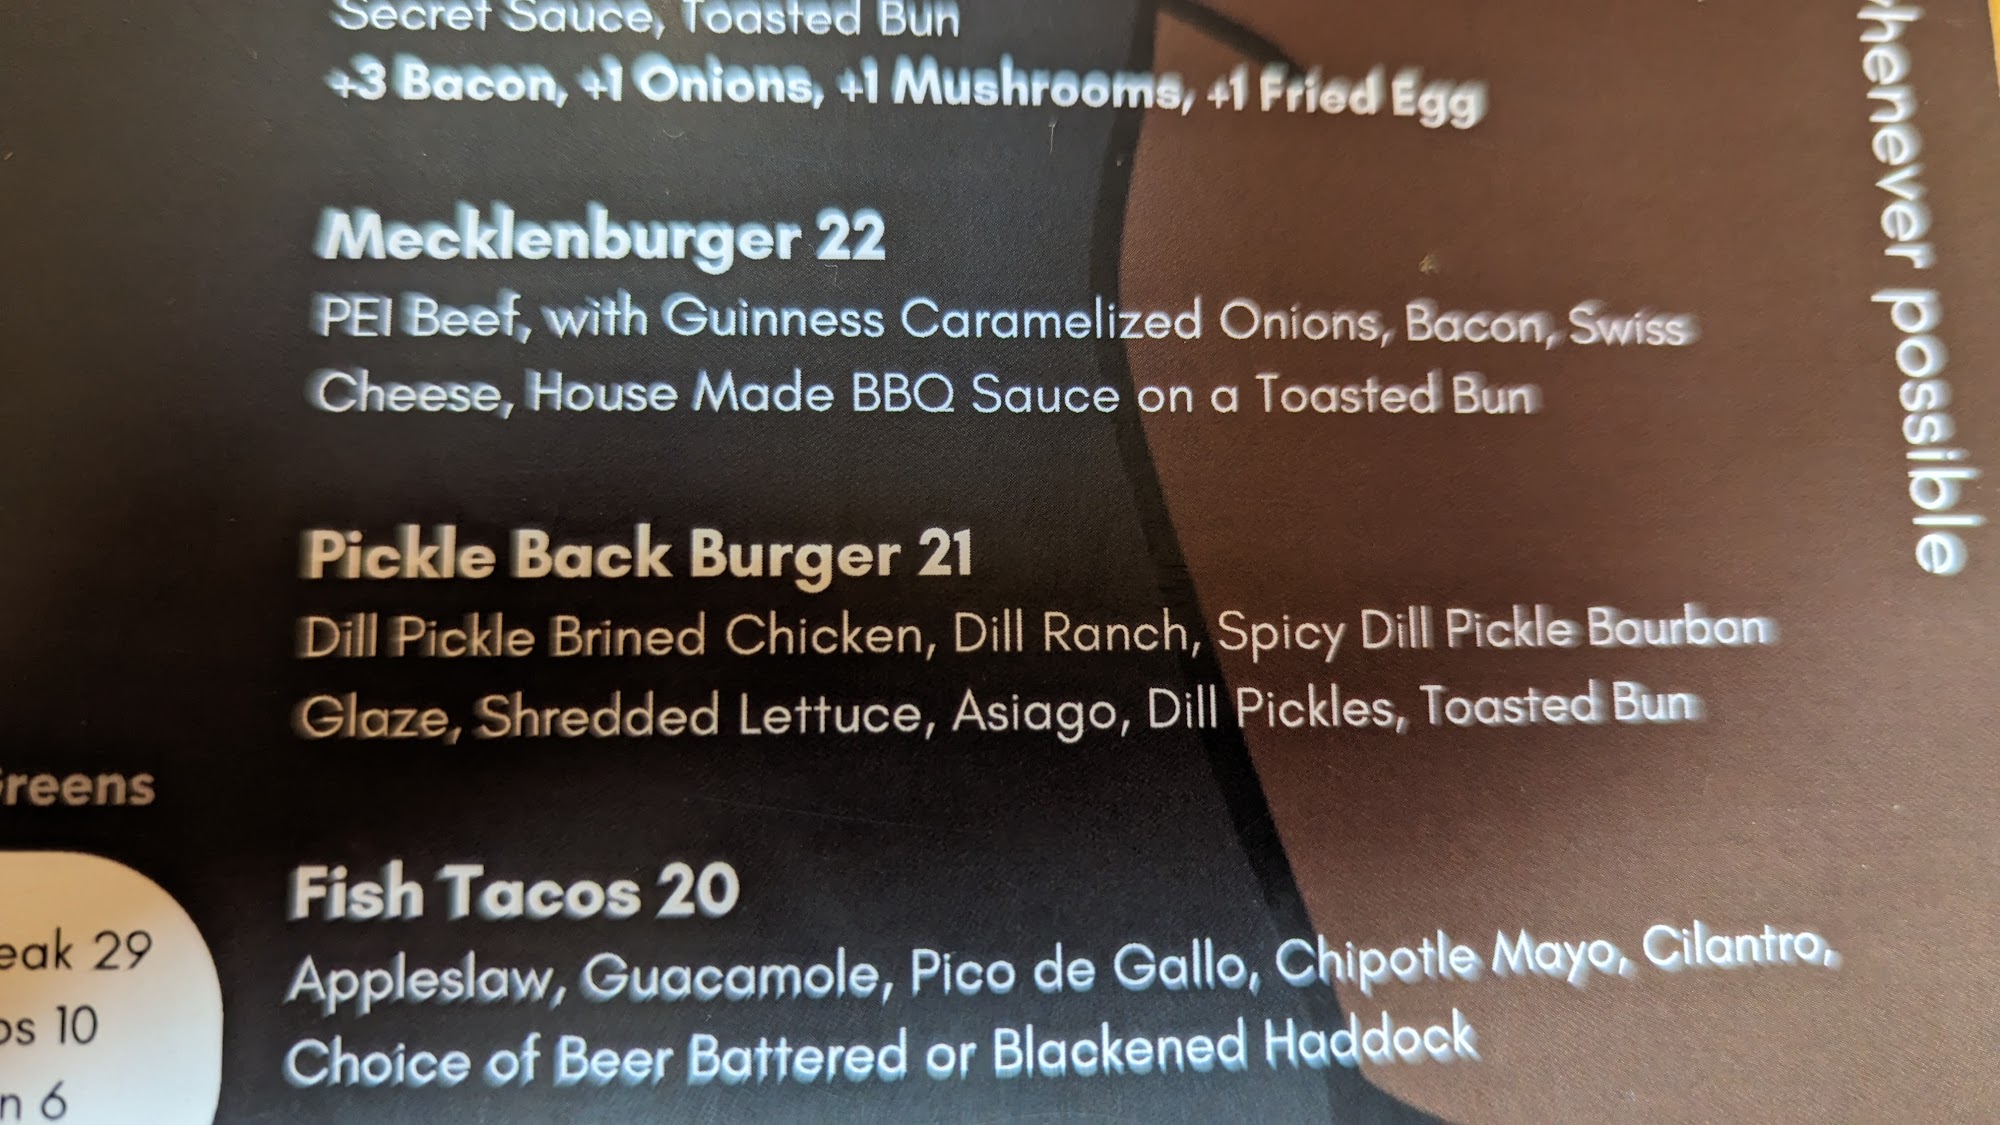 Secret Sauce, Toasted Bun
+3 Bacon, +1 Onions, +1 Mushrooms, +1 Fried Egg
Mecklenburger 22
PEI Beef, with Guinness Caramelized Onions, Bacon, Swiss
Cheese, House Made BBQ Sauce on a Toasted Bun
Pickle Back Burger 21
Dill Pickle Brined Chicken, Dill Ranch, Spicy Dill Pickle Bourbon
Glaze, Shredded Lettuce, Asiago, Dill Pickles, Toasted Bun
Fish Tacos 20
Appleslaw, Guacamole, Pico de Gallo, Chipotle Mayo, Cilantro,
Choice of Beer Battered or Blackened Haddock
29
10
6
possible